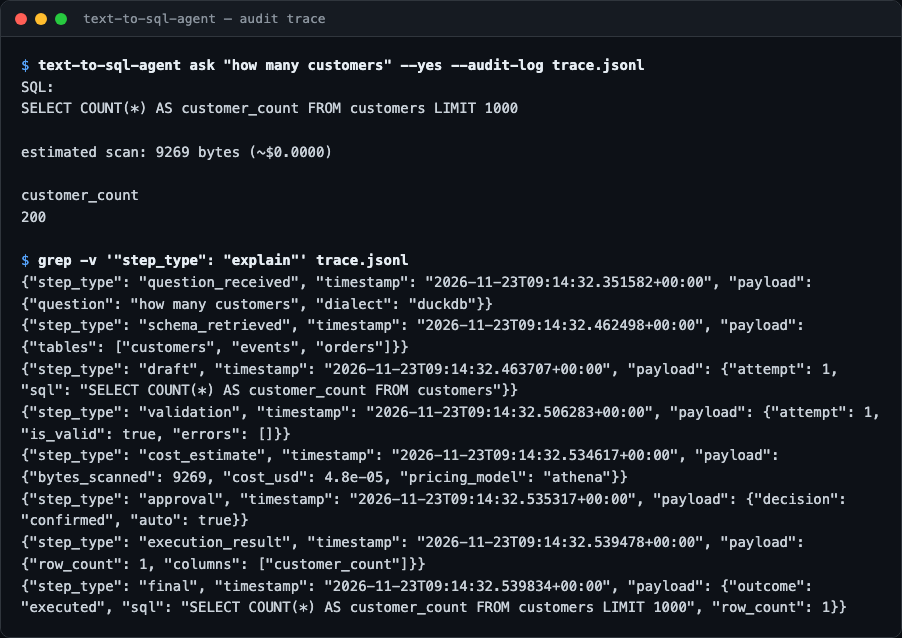 text-to-sql-agent — audit trace
$ text-to-sql-agent ask "how many customers" --yes --audit-log trace.jsonl
SQL:
SELECT COUNT(*) AS customer_count FROM customers LIMIT 1000
estimated scan: 9269 bytes (~$0.0000)
customer_count
200
$ grep -v '"step_type": "explain"' trace.jsonl
{"step_type": "question_received", "timestamp": "2026-11-23T09:14:32.351582+00:00", "payload":
{"question": "how many customers", "dialect": "duckdb"}}
{"step_type": "schema_retrieved", "timestamp": "2026-11-23T09:14:32.462498+00:00", "payload":
{"tables": ["customers", "events", "orders"]}}
{"step_type": "draft", "timestamp": "2026-11-23T09:14:32.463707+00:00", "payload": {"attempt": 1,
"sql": "SELECT COUNT(*) AS customer_count FROM customers"}}
{"step_type": "validation", "timestamp": "2026-11-23T09:14:32.506283+00:00", "payload": {"attempt": 1,
"is_valid": true, "errors": []}}
{"step_type": "cost_estimate", "timestamp": "2026-11-23T09:14:32.534617+00:00", "payload":
{"bytes_scanned": 9269, "cost_usd": 4.8e-05, "pricing_model": "athena"}}
{"step_type": "approval", "timestamp": "2026-11-23T09:14:32.535317+00:00", "payload": {"decision":
"confirmed", "auto": true}}
{"step_type": "execution_result", "timestamp": "2026-11-23T09:14:32.539478+00:00", "payload":
{"row_count": 1, "columns": ["customer_count"]}}
{"step_type": "final", "timestamp": "2026-11-23T09:14:32.539834+00:00", "payload": {"outcome":
"executed", "sql": "SELECT COUNT(*) AS customer_count FROM customers LIMIT 1000", "row_count": 1}}